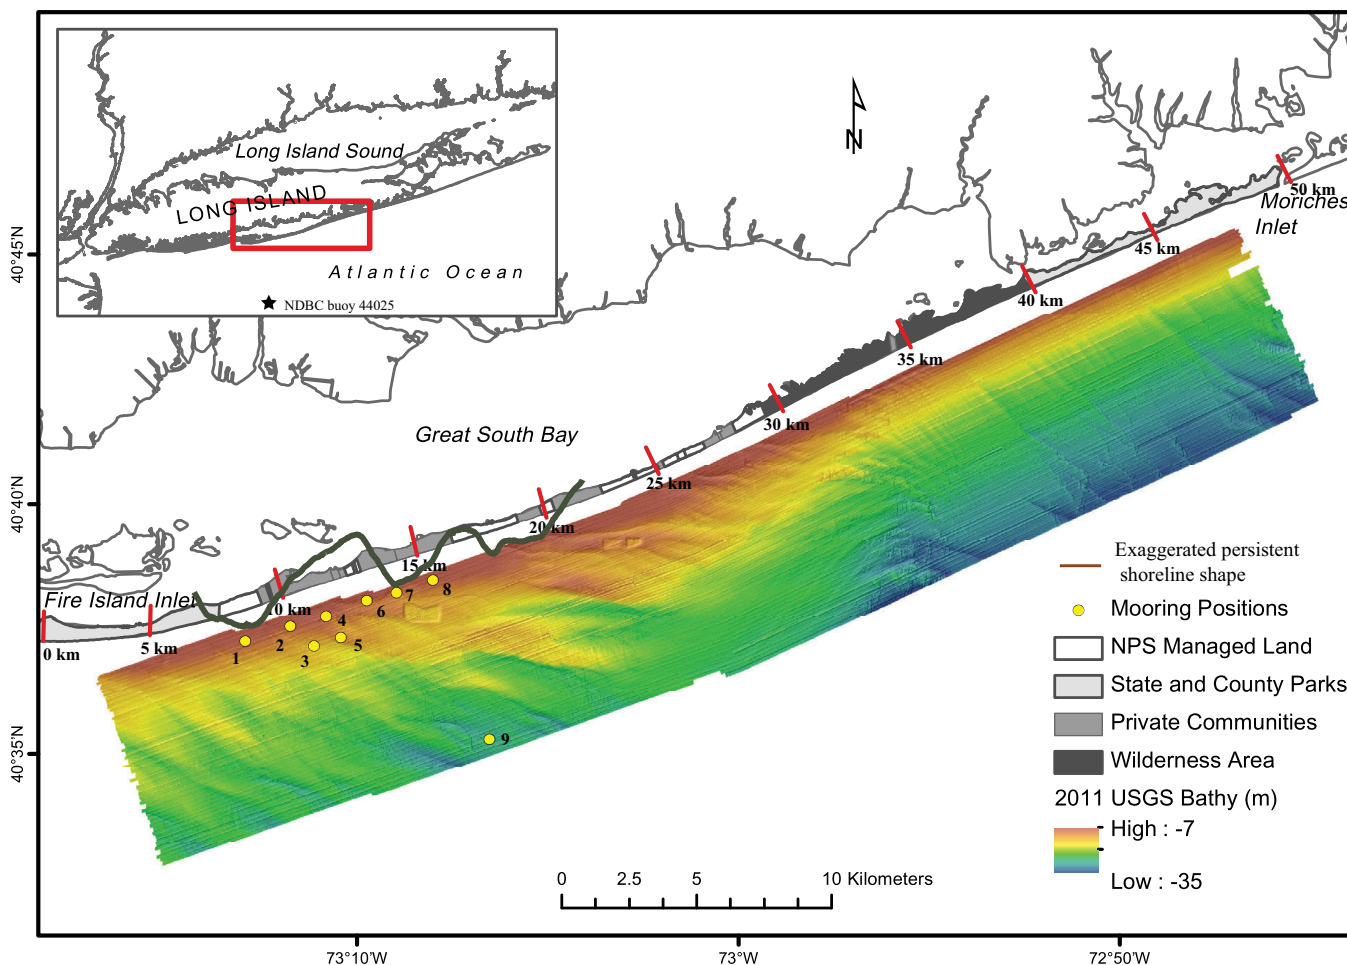 Long Island Sound
LONG ISLAND
Atlantic Ocean
NDBC buoy 44025
N
50 km
Moriches
Inlet
45 km
40 km
35 km
30 km
25 km
20 km
15 km
10 km
5 km
0 km
Great South Bay
Fire Island Inlet
1
2
3
4
5
6
7
8
9
40°45'N
40°40'N
40°35'N
73°10'W
73°W
72°50'W
Exaggerated persistent
shoreline shape
Mooring Positions
NPS Managed Land
State and County Parks
Private Communities
Wilderness Area
2011 USGS Bathy (m)
High : -7
Low : -35
0 2.5 5 10 Kilometers